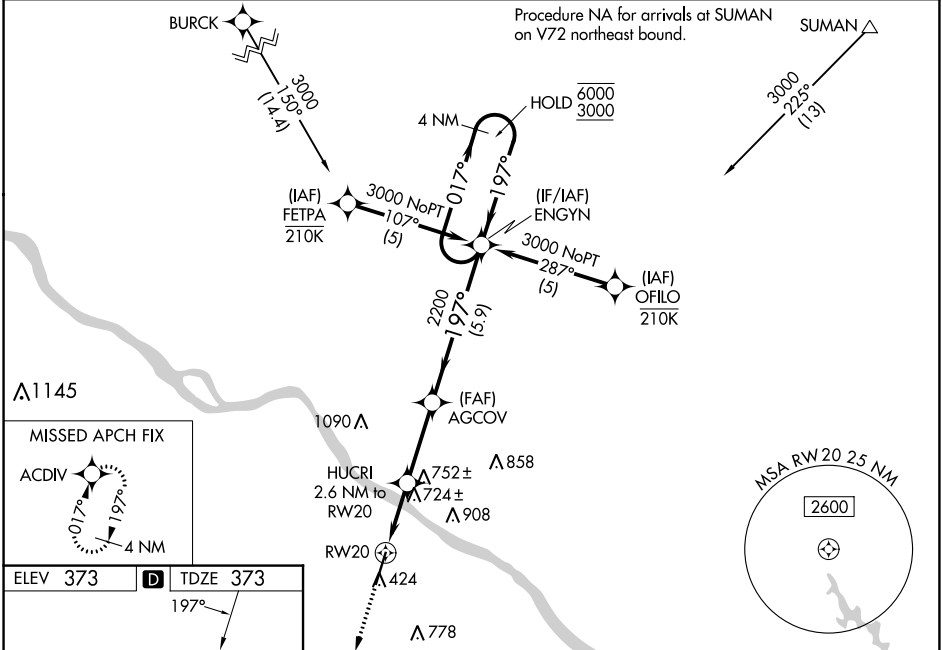 Procedure NA for arrivals at SUMAN
on V72 northeast bound.
BURCK
SUMAN
3000
150°
(14.4)
3000
225°
(13)
HOLD 6000
3000
4 NM
017°
197°
(IAF)
FETPA
210K
3000 NoPT
107°
(5)
(IF/IAF)
ENGYN
3000 NoPT
287°
(5)
(IAF)
OFILO
210K
2200
197°
(5.9)
1145
(FAF)
AGCOV
1090
MISSED APCH FIX
ACDIV
017°
197°
4 NM
HUCRI
2.6 NM to
RW20
752±
724±
858
908
MSA RW20 25 NM
2600
RW20
424
ELEV 373 D TDZE 373
197°
778